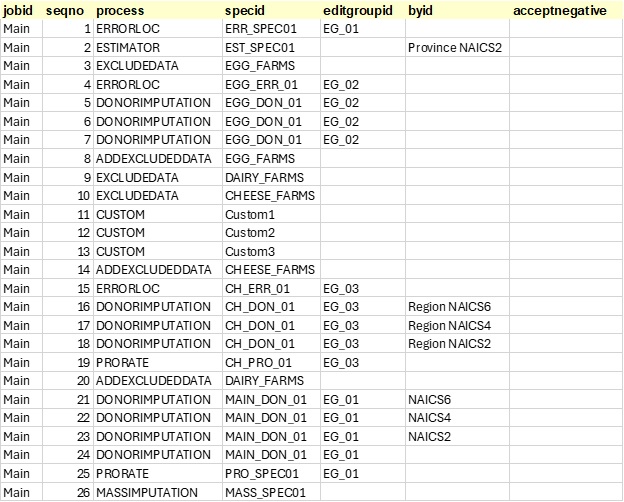 jobid seqno process specid editgroupid byid acceptnegative
Main 1 ERRORLOC ERR_SPEC01 EG_01
Main 2 ESTIMATOR EST_SPEC01 Province NAICS2
Main 3 EXCLUDEDATA EGG_FARMS
Main 4 ERRORLOC EGG_ERR_01 EG_02
Main 5 DONORIMPUTATION EGG_DON_01 EG_02
Main 6 DONORIMPUTATION EGG_DON_01 EG_02
Main 7 DONORIMPUTATION EGG_DON_01 EG_02
Main 8 ADDEXCLUDEDDATA EGG_FARMS
Main 9 EXCLUDEDATA DAIRY_FARMS
Main 10 EXCLUDEDATA CHEESE_FARMS
Main 11 CUSTOM Custom1
Main 12 CUSTOM Custom2
Main 13 CUSTOM Custom3
Main 14 ADDEXCLUDEDDATA CHEESE_FARMS
Main 15 ERRORLOC CH_ERR_01 EG_03
Main 16 DONORIMPUTATION CH_DON_01 EG_03 Region NAICS6
Main 17 DONORIMPUTATION CH_DON_01 EG_03 Region NAICS4
Main 18 DONORIMPUTATION CH_DON_01 EG_03 Region NAICS2
Main 19 PRORATE CH_PRO_01 EG_03
Main 20 ADDEXCLUDEDDATA DAIRY_FARMS
Main 21 DONORIMPUTATION MAIN_DON_01 EG_01 NAICS6
Main 22 DONORIMPUTATION MAIN_DON_01 EG_01 NAICS4
Main 23 DONORIMPUTATION MAIN_DON_01 EG_01 NAICS2
Main 24 DONORIMPUTATION MAIN_DON_01 EG_01
Main 25 PRORATE PRO_SPEC01 EG_01
Main 26 MASSIMPUTATION MASS_SPEC01